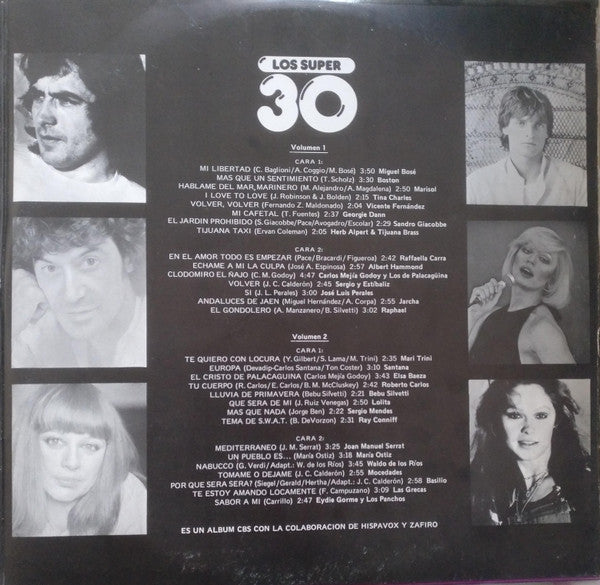 LOS SUPER
30
Volumen 1
CARA 1:
MI LIBERTAD (C. Baglioni/A. Coggio/M. Bosé) 3:50 Miguel Bosé
MAS QUE UN SENTIMIENTO (T. Scholz) 3:30 Boston
HABLAME DEL MAR, MARINERO (M. Alejandro/A. Magdalena) 2:50 Marisol
I LOVE TO LOVE (J. Robinson & J. Bolden) 2:15 Tina Charles
VOLVER, VOLVER (Fernando Z. Maldonado) 2:04 Vicente Fernández
MI CAFETAL (T. Fuentes) 2:37 Georgie Dann
EL JARDIN PROHIBIDO (S. Giacobbe/Pace/Avogadro/Escolar) 2:29 Sandro Giacobbe
TIJUANA TAXI (Ervan Coleman) 2:05 Herb Alpert & Tijuana Brass
CARA 2:
EN EL AMOR TODO ES EMPEZAR (Pace/Bracardi/Figueroa) 2:42 Raffaella Carra
ECHAME A MI LA CULPA (José A. Espinosa) 2:57 Albert Hammond
CLODOMIRO EL ÑAJO (C. M. Godoy) 4:47 Carlos Mejía Godoy y Los de Palacagüina
VOLVER (J. C. Calderón) 2:45 Sergio y Estíbaliz
SI (J. L. Perales) 3:00 José Luis Perales
ANDALUCES DE JAEN (Miguel Hernández/A. Corpa) 2:55 Jarcha
EL GONDOLERO (A. Manzanero/B. Silvetti) 3:02 Raphael
Volumen 2
CARA 1:
TE QUIERO CON LOCURA (Y. Gilbert/S. Lama/M. Trini) 2:35 Mari Trini
EUROPA (Devadip-Carlos Santana/Ton Coster) 3:10 Santana
EL CRISTO DE PALACAGUINA (Carlos Mejía Godoy) 3:43 Elsa Baeza
TU CUERPO (R. Carlos/E. Carlos/B. M. McCluskey) 2:42 Roberto Carlos
LLUVIA DE PRIMAVERA (Bebu Silvetti) 2:21 Bebu Silvetti
QUE SERA DE MI (J. Ruiz Venegas) 2:50 Lolita
MAS QUE NADA (Jorge Ben) 2:22 Sergio Mendes
TEMA DE S.W.A.T. (B. DeVorzon) 2:31 Ray Conniff
CARA 2:
MEDITERRANEO (J. M. Serrat) 3:25 Joan Manuel Serrat
UN PUEBLO ES... (María Ostiz) 3:18 María Ostiz
NABUCCO (G. Verdi/Adapt.: W. de los Ríos) 3:45 Waldo de los Ríos
TOMAME O DEJAME (J. C. Calderón) 2:55 Mocedades
POR QUE SERA SERA? (Siegel/Gerald/Hertha/Adapt.: J. C. Calderón) 2:58 Basilio
TE ESTOY AMANDO LOCAMENTE (F. Campuzano) 3:09 Las Grecas
SABOR A MI (Carrillo) 2:47 Eydie Gorme y Los Panchos
ES UN ALBUM CBS CON LA COLABORACION DE HISPAVOX Y ZAFIRO